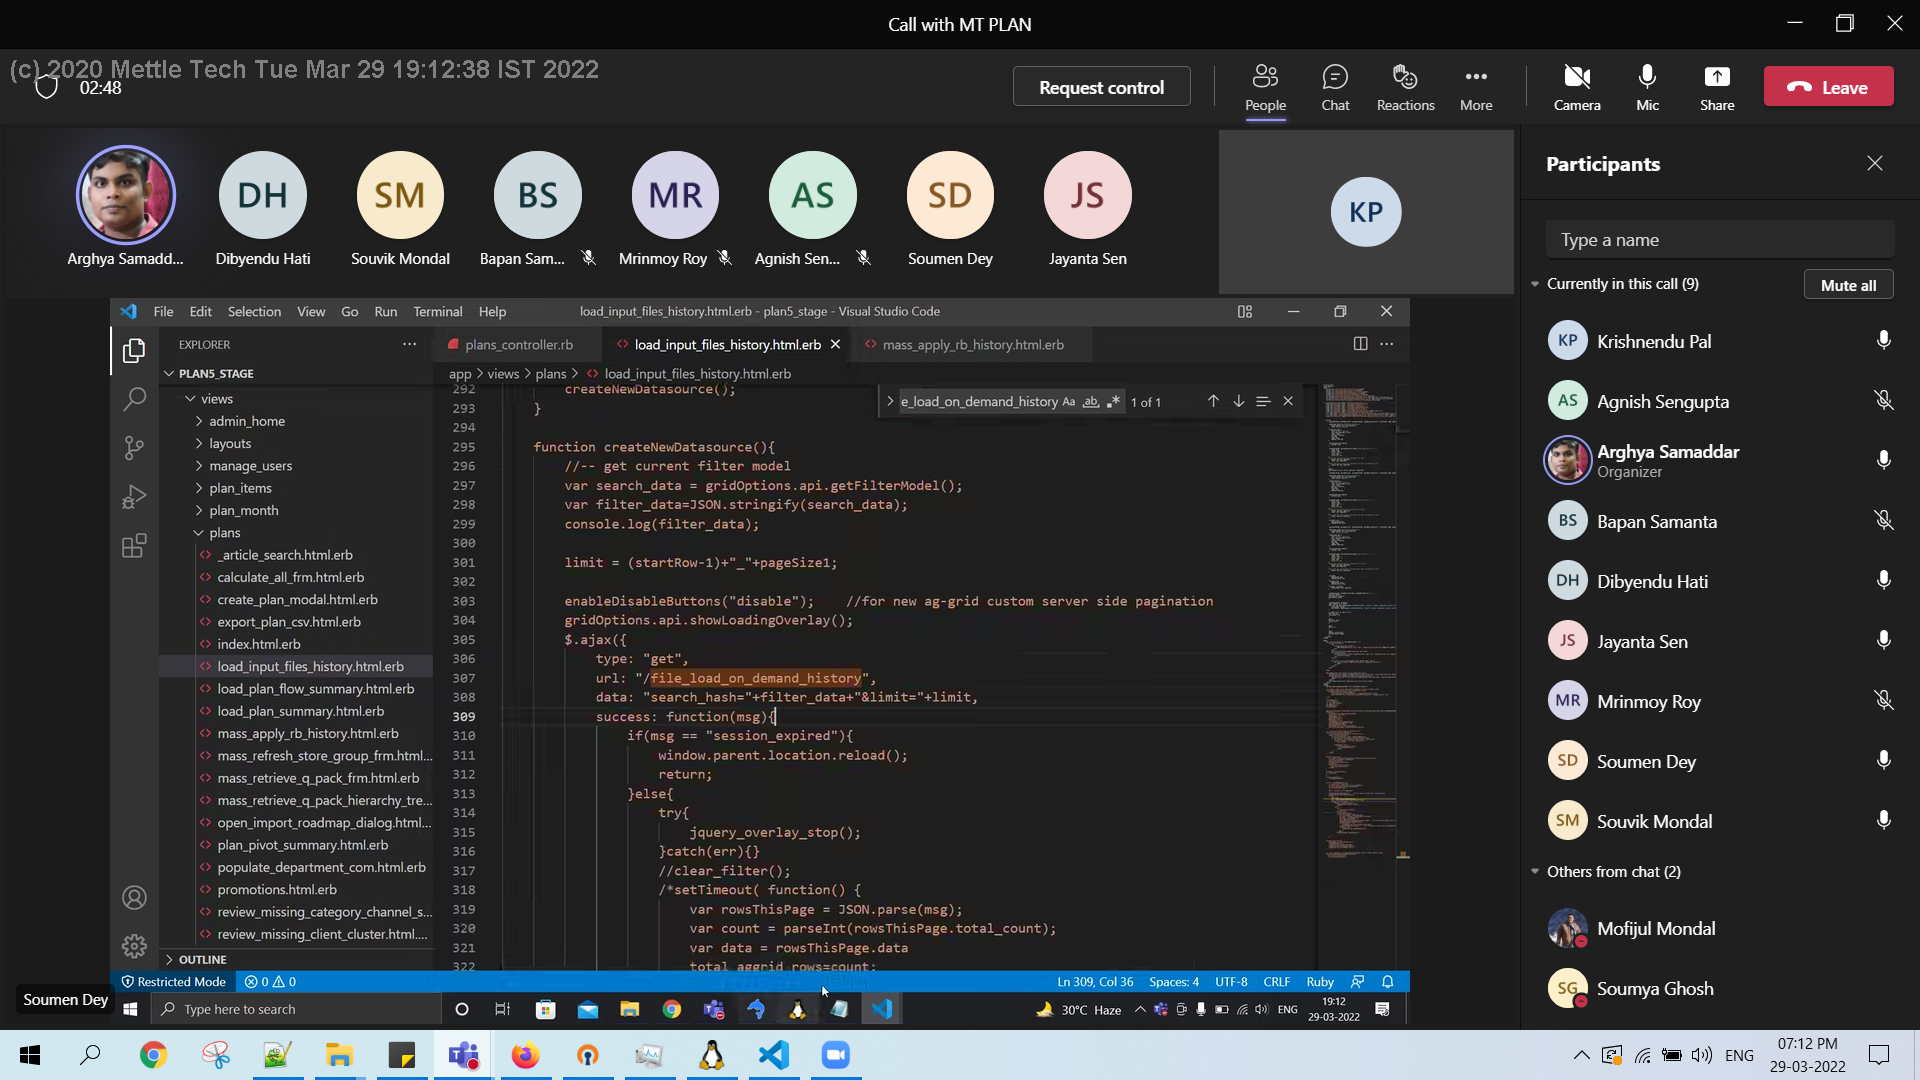 Call with MT PLAN
(c) 2020 Mettle Tech Tue Mar 29 19:12:38 IST 2022
02:48
Request control
People
Chat
Reactions
More
Camera
Mic
Share
Leave
DH
SM
BS
MR
AS
SD
JS
KP
Arghya Samadd...
Dibyendu Hati
Souvik Mondal
Bapan Sam...
Mrinmoy Roy
Agnish Sen...
Soumen Dey
Jayanta Sen
File Edit Selection View Go Run Terminal Help
load_input_files_history.html.erb - plan5_stage - Visual Studio Code
EXPLORER
plans_controller.rb
load_input_files_history.html.erb
mass_apply_rb_history.html.erb
app > views > plans > load_input_files_history.html.erb
e_load_on_demand_history Aa ab 1 of 1
PLAN5_STAGE
views
admin_home
layouts
manage_users
plan_items
plan_month
plans
_article_search.html.erb
calculate_all_frm.html.erb
create_plan_modal.html.erb
export_plan_csv.html.erb
index.html.erb
load_input_files_history.html.erb
load_plan_flow_summary.html.erb
load_plan_summary.html.erb
mass_apply_rb_history.html.erb
mass_refresh_store_group_frm.html...
mass_retrieve_q_pack_frm.html.erb
mass_retrieve_q_pack_hierarchy_tre...
open_import_roadmap_dialog.html...
plan_pivot_summary.html.erb
populate_department_com.html.erb
promotions.html.erb
review_missing_category_channel_s...
review_missing_client_cluster.html....
OUTLINE
292 createNewDatasource();
293 }
294
295 function createNewDatasource(){
296 //-- get current filter model
297 var search_data = gridOptions.api.getFilterModel();
298 var filter_data=JSON.stringify(search_data);
299 console.log(filter_data);
300
301 limit = (startRow-1)+"_"+pageSize1;
302
303 enableDisableButtons("disable"); //for new ag-grid custom server side pagination
304 gridOptions.api.showLoadingOverlay();
305 $.ajax({
306 type: "get",
307 url: "/file_load_on_demand_history",
308 data: "search_hash="+filter_data+"&limit="+limit,
309 success: function(msg){
310 if(msg == "session_expired"){
311 window.parent.location.reload();
312 return;
313 }else{
314 try{
315 jquery_overlay_stop();
316 }catch(err){}
317 //clear_filter();
318 /*setTimeout( function() {
319 var rowsThisPage = JSON.parse(msg);
320 var count = parseInt(rowsThisPage.total_count);
321 var data = rowsThisPage.data
322 total_aggrid_rows=count;
Restricted Mode 0 0
Ln 309, Col 36 Spaces: 4 UTF-8 CRLF Ruby
Soumen Dey
Type here to search
30°C Haze
ENG
19:12
29-03-2022
Participants
Type a name
Currently in this call (9)
Mute all
KP Krishnendu Pal
AS Agnish Sengupta
Arghya Samaddar
Organizer
BS Bapan Samanta
DH Dibyendu Hati
JS Jayanta Sen
MR Mrinmoy Roy
SD Soumen Dey
SM Souvik Mondal
Others from chat (2)
Mofijul Mondal
SG Soumya Ghosh
ENG
07:12 PM
29-03-2022